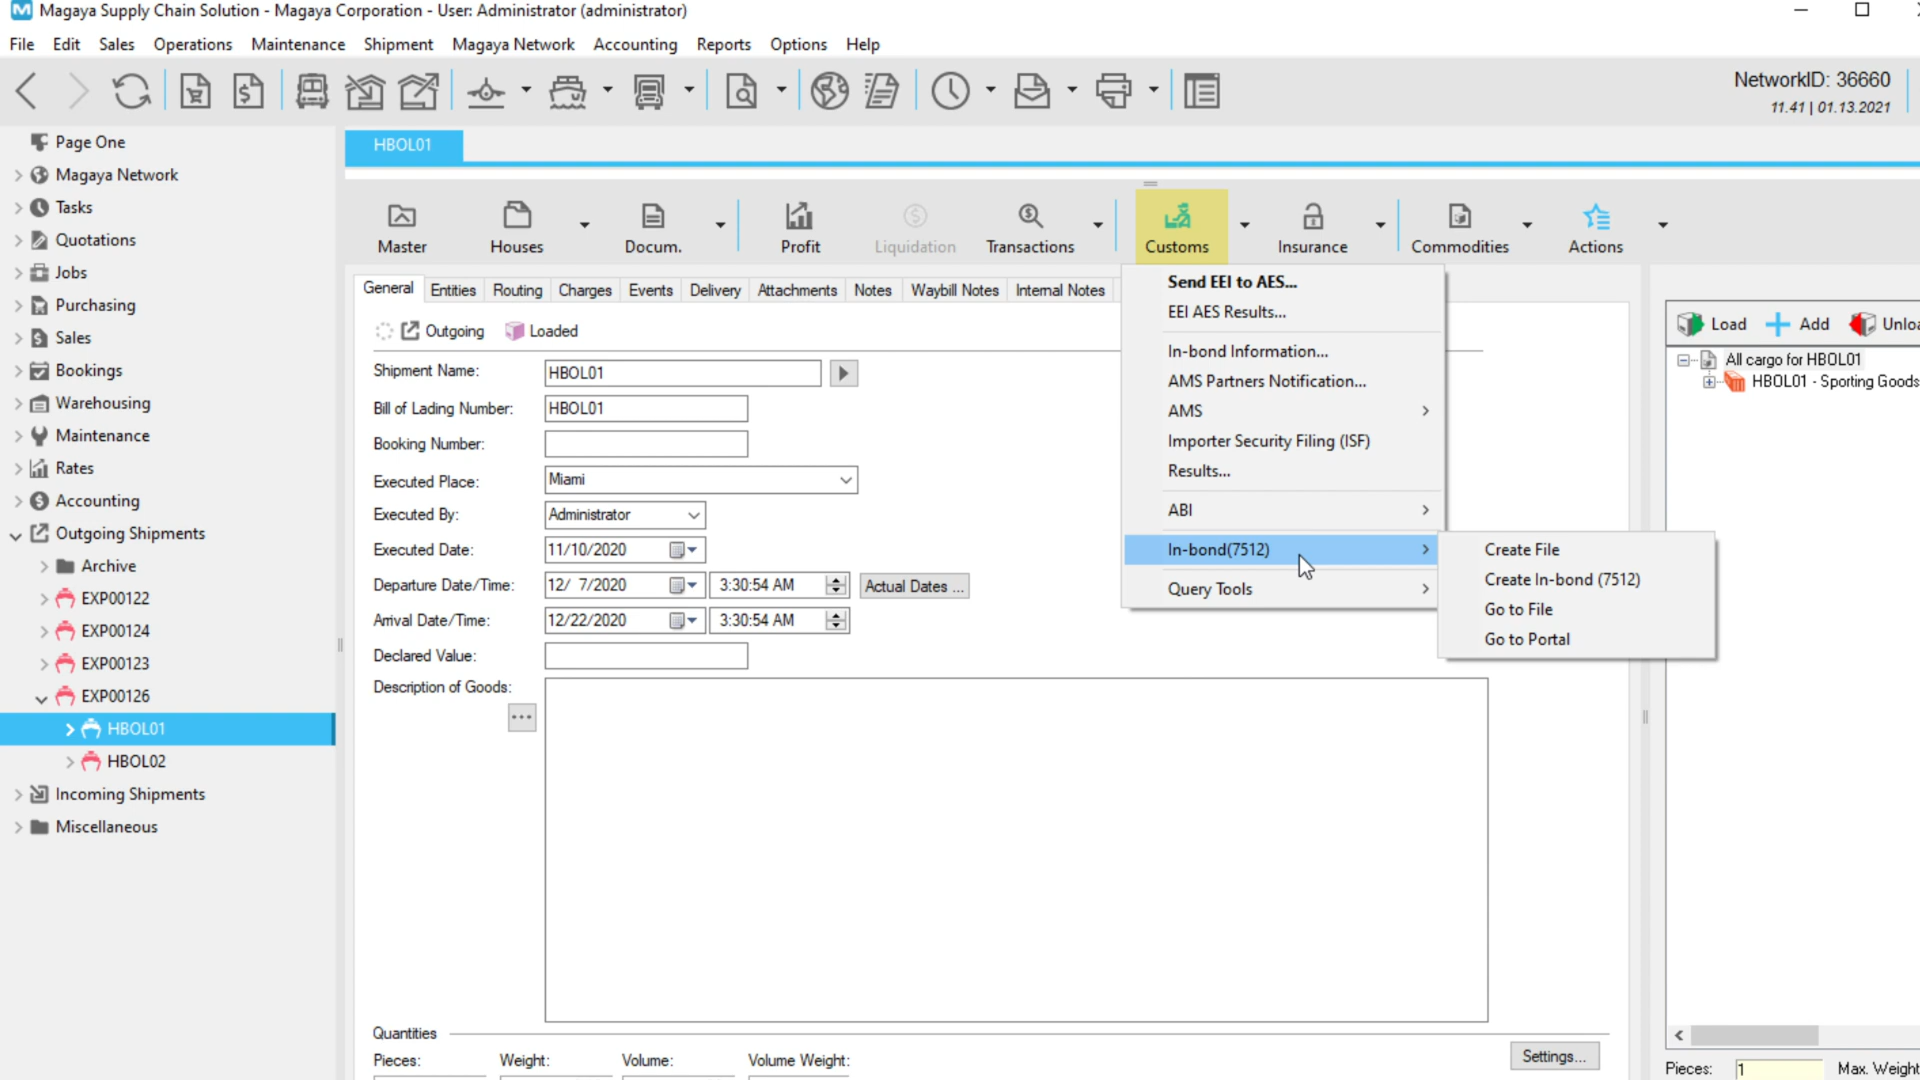 Magaya Supply Chain Solution - Magaya Corporation - User: Administrator (administrator)
File Edit Sales Operations Maintenance Shipment Magaya Network Accounting Reports Options Help
NetworkID: 36660
11.41 | 01.13.2021
Page One
Magaya Network
Tasks
Quotations
Jobs
Purchasing
Sales
Bookings
Warehousing
Maintenance
Rates
Accounting
Outgoing Shipments
Archive
EXP00122
EXP00124
EXP00123
EXP00126
HBOL01
HBOL02
Incoming Shipments
Miscellaneous
HBOL01
Master Houses Docum. Profit Liquidation Transactions Customs Insurance Commodities Actions
General Entities Routing Charges Events Delivery Attachments Notes Waybill Notes Internal Notes
Outgoing Loaded
Shipment Name: HBOL01
Bill of Lading Number: HBOL01
Booking Number:
Executed Place: Miami
Executed By: Administrator
Executed Date: 11/10/2020
Departure Date/Time: 12/ 7/2020 3:30:54 AM Actual Dates ...
Arrival Date/Time: 12/22/2020 3:30:54 AM
Declared Value:
Description of Goods:
...
Quantities
Pieces: Weight: Volume: Volume Weight:
Settings...
Send EEI to AES...
EEI AES Results...
In-bond Information...
AMS Partners Notification...
AMS
Importer Security Filing (ISF)
Results...
ABI
In-bond(7512)
Query Tools
Create File
Create In-bond (7512)
Go to File
Go to Portal
Load Add Unloa
All cargo for HBOL01
HBOL01 - Sporting Goods
Pieces: 1 Max. Weight